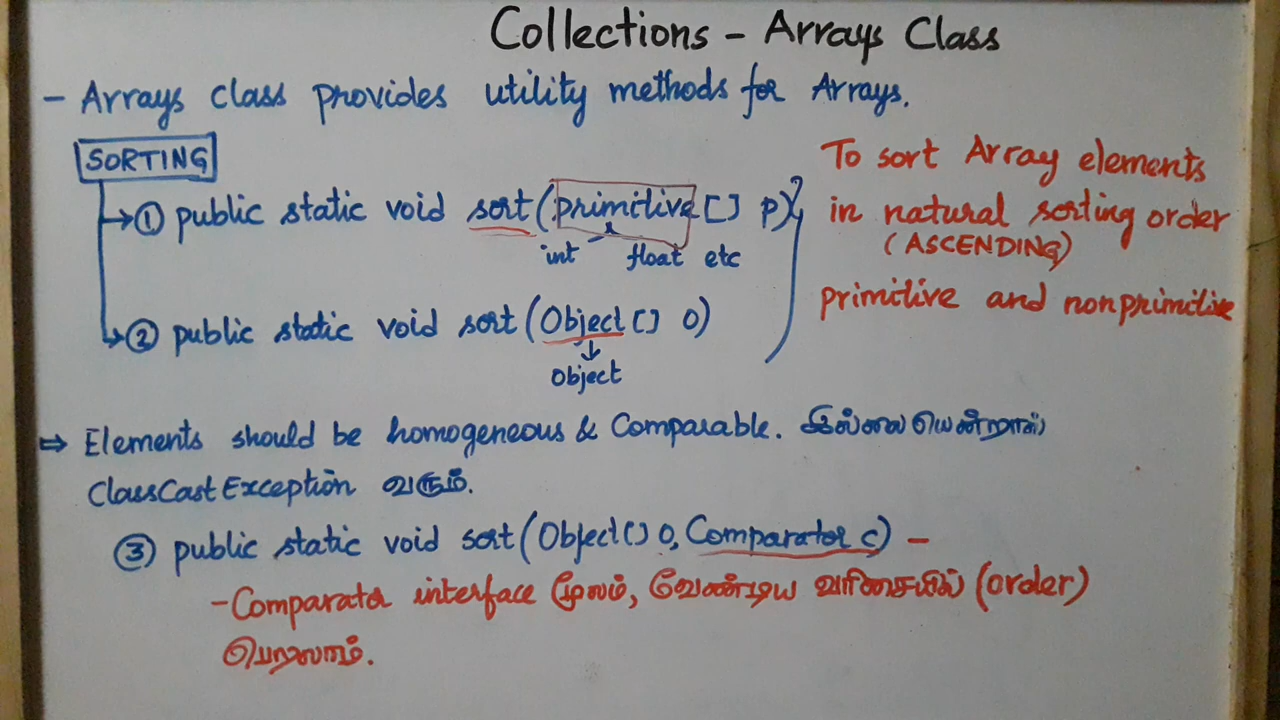 Collections - Arrays Class
- Arrays class provides utility methods for Arrays.
SORTING
① public static void sort(primitive [] p)
int float etc
② public static void sort (Object [] O)
Object
To sort Array elements
in natural sorting order
(ASCENDING)
primitive and nonprimitive
⇒ Elements should be homogeneous & Comparable. இல்லையென்றால்
ClassCastException வரும்.
③ public static void sort(Object [] O, Comparator c) -
- Comparator interface மூலம், வேண்டிய வரிசையில் (order)
பெறலாம்.